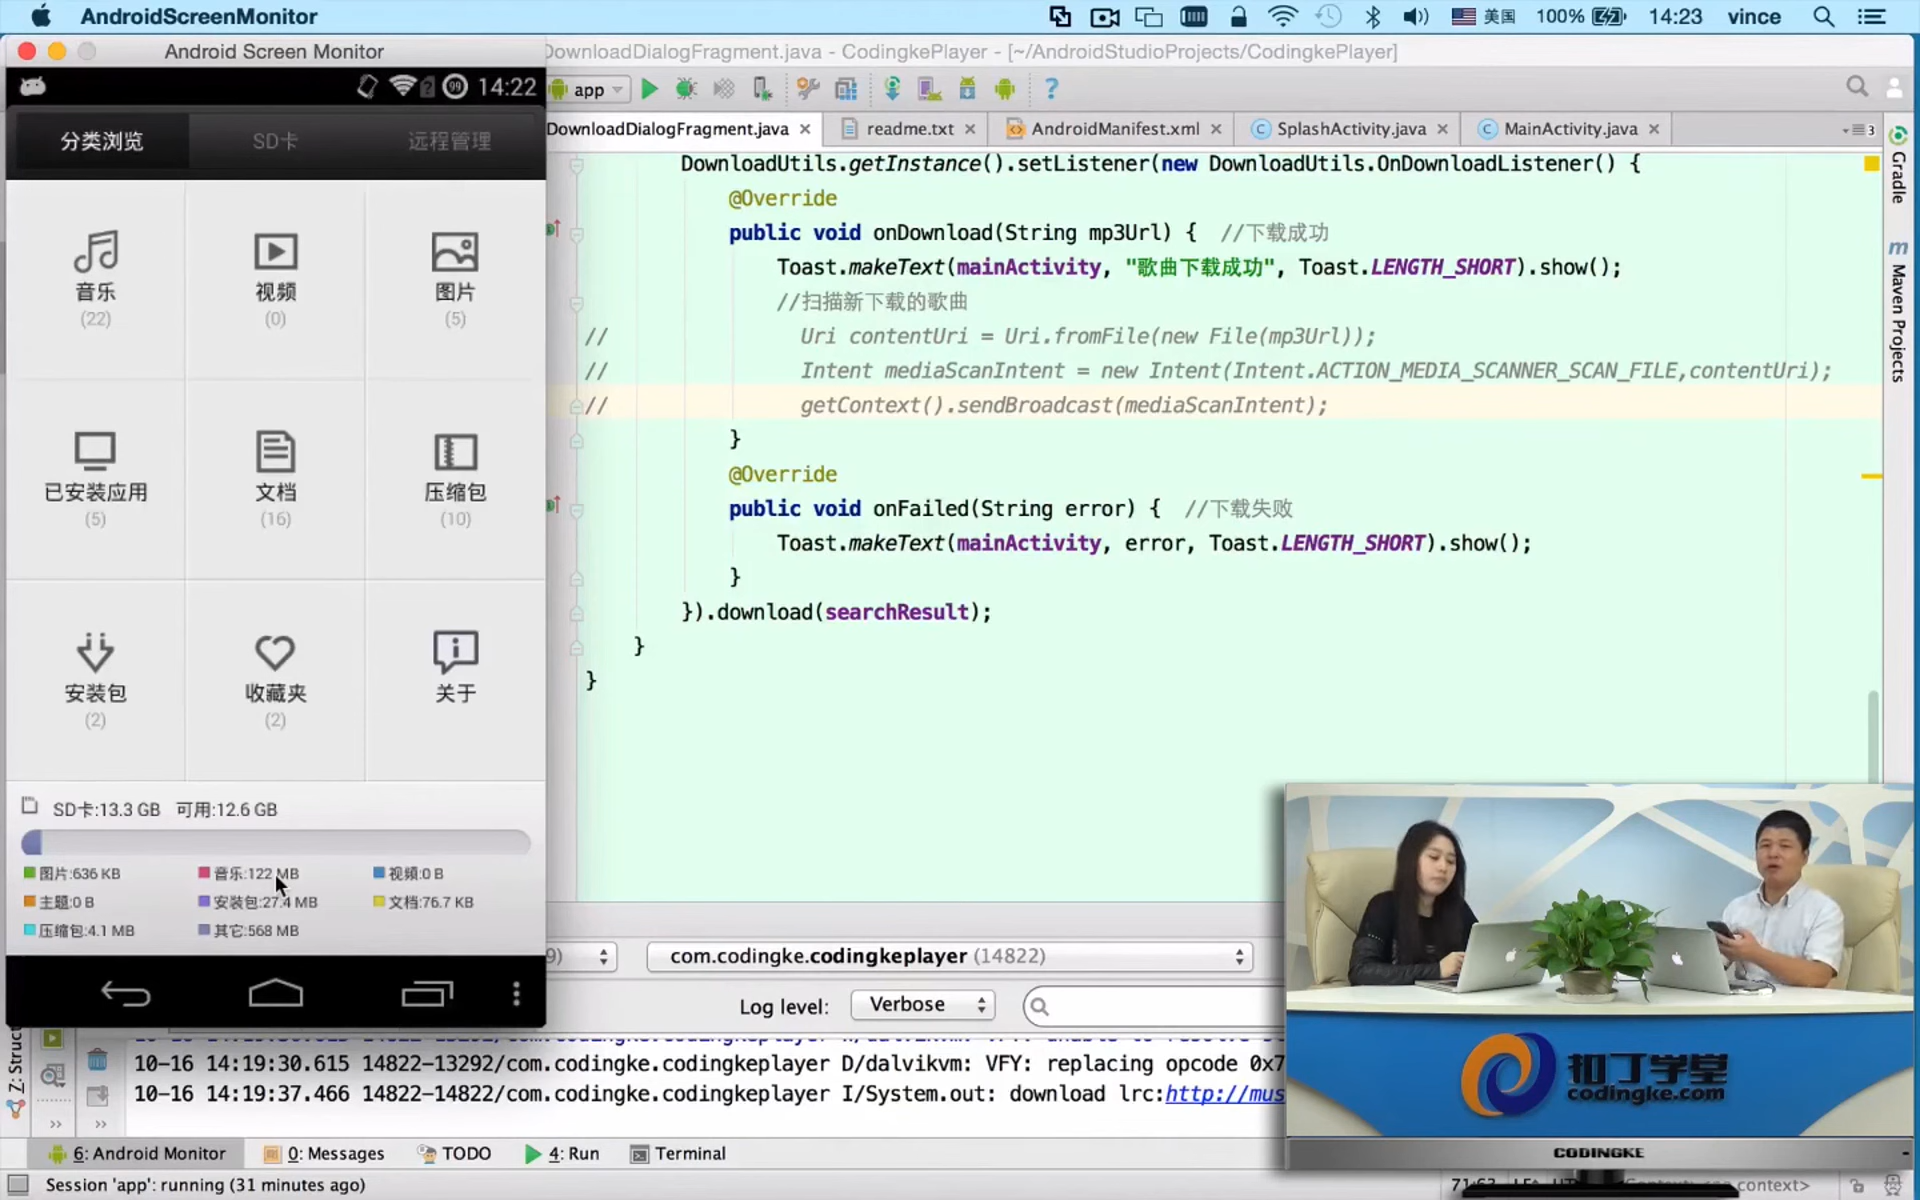 AndroidScreenMonitor
美国 100% 14:23 vince
Android Screen Monitor
DownloadDialogFragment.java - CodingkePlayer - [~/AndroidStudioProjects/CodingkePlayer]
99 14:22
app
分类浏览 SD卡 远程管理
DownloadDialogFragment.java readme.txt AndroidManifest.xml SplashActivity.java MainActivity.java 3
Gradle
Maven Projects
音乐 视频 图片
(22) (0) (5)
已安装应用 文档 压缩包
(5) (16) (10)
安装包 收藏夹 关于
(2) (2)
SD卡:13.3 GB 可用:12.6 GB
图片:636 KB 音乐:122 MB 视频:0 B
主题:0 B 安装包:27.4 MB 文档:76.7 KB
压缩包:4.1 MB 其它:568 MB
DownloadUtils.getInstance().setListener(new DownloadUtils.OnDownloadListener() {
@Override
public void onDownload(String mp3Url) { //下载成功
Toast.makeText(mainActivity, "歌曲下载成功", Toast.LENGTH_SHORT).show();
//扫描新下载的歌曲
// Uri contentUri = Uri.fromFile(new File(mp3Url));
// Intent mediaScanIntent = new Intent(Intent.ACTION_MEDIA_SCANNER_SCAN_FILE,contentUri);
// getContext().sendBroadcast(mediaScanIntent);
}
@Override
public void onFailed(String error) { //下载失败
Toast.makeText(mainActivity, error, Toast.LENGTH_SHORT).show();
}
}).download(searchResult);
}
}
9) com.codingke.codingkeplayer (14822)
Log level: Verbose
Z: Struc
10-16 14:19:30.615 14822-13292/com.codingke.codingkeplayer D/dalvikvm: VFY: replacing opcode 0x7
10-16 14:19:37.466 14822-14822/com.codingke.codingkeplayer I/System.out: download lrc:http://mus
扣丁学堂
codingke.com
CODINGKE
6: Android Monitor 0: Messages TODO 4: Run Terminal
Session 'app': running (31 minutes ago)
context>